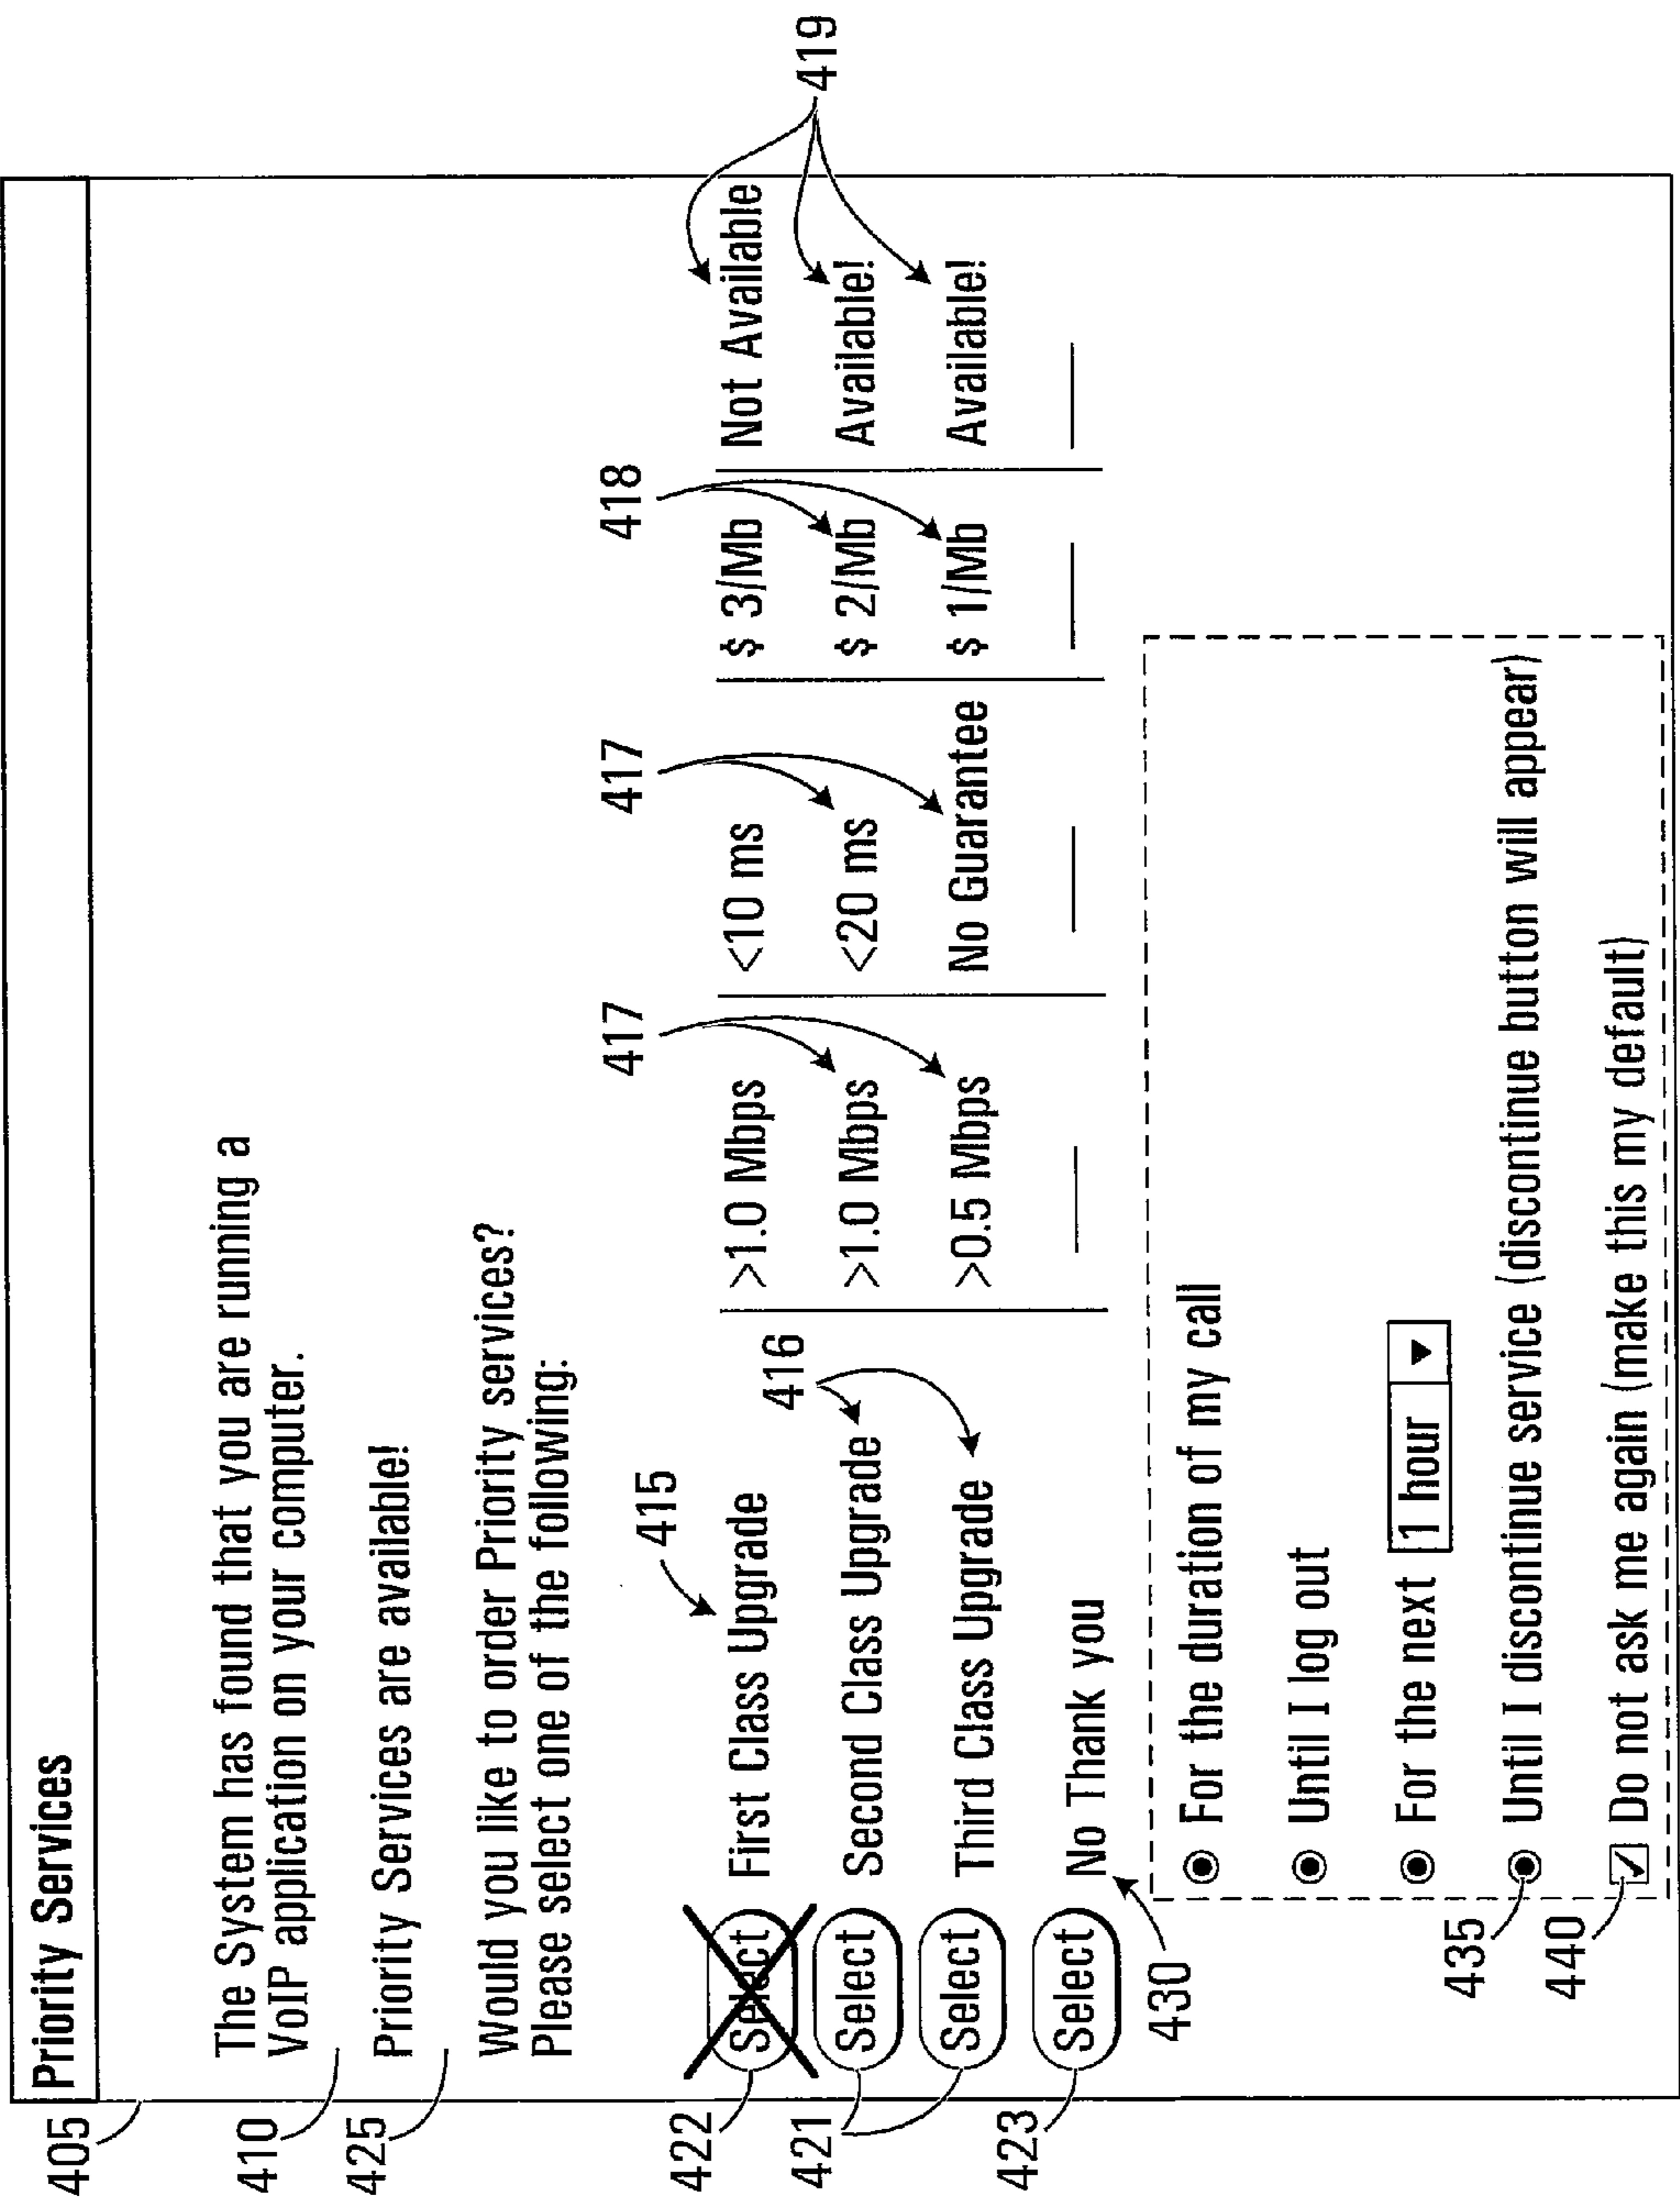 Priority Services
405
The System has found that you are running a
VoIP application on your computer.
410
Priority Services are available!
425
Would you like to order Priority services?
Please select one of the following:
415
416
417
417
418
419
422
Select First Class Upgrade >1.0 Mbps <10 ms $ 3/Mb Not Available
421
Select Second Class Upgrade >1.0 Mbps <20 ms $ 2/Mb Available!
Select Third Class Upgrade >0.5 Mbps No Guarantee $ 1/Mb Available!
423
Select No Thank you
430
For the duration of my call
Until I log out
For the next 1 hour
435
Until I discontinue service (discontinue button will appear)
440
Do not ask me again (make this my default)